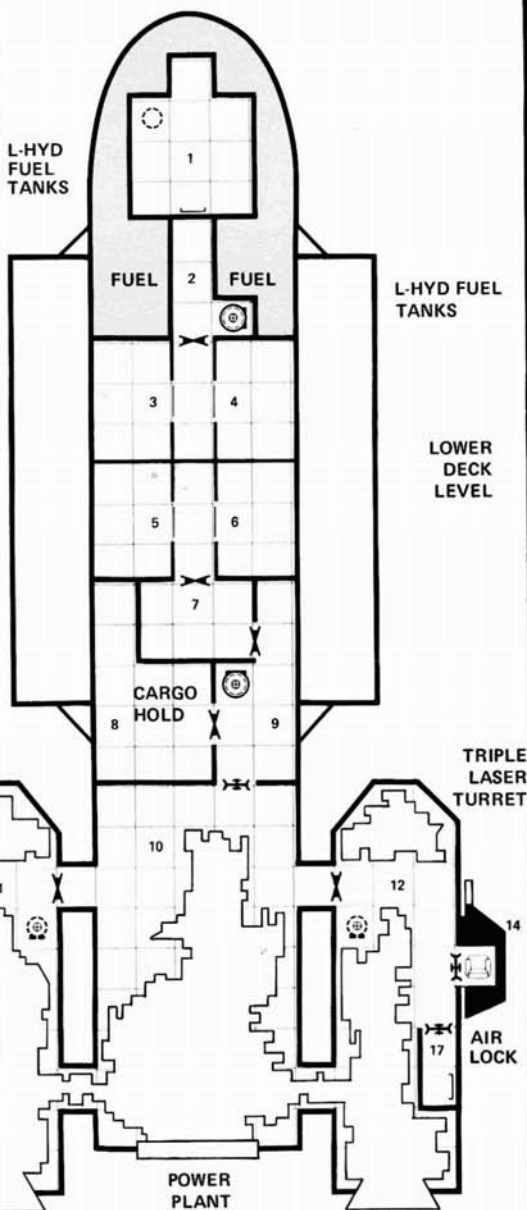 L-HYD
FUEL
TANKS
1
FUEL
2
FUEL
L-HYD FUEL
TANKS
3
4
LOWER
DECK
LEVEL
5
6
7
CARGO
HOLD
8
9
TRIPLE
LASER
TURRET
10
12
14
17
AIR
LOCK
POWER
PLANT